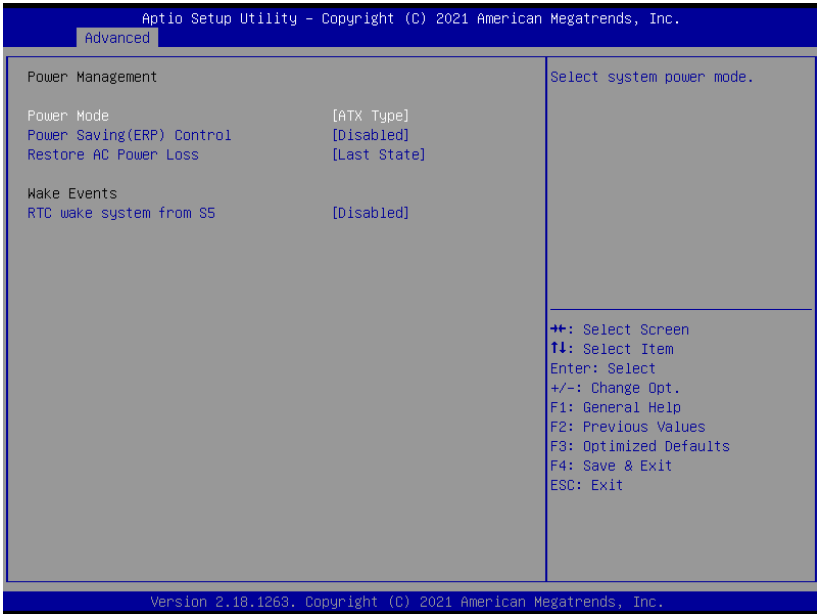 Aptio Setup Utility – Copyright (C) 2021 American Megatrends, Inc.
Advanced
Power Management
Power Mode [ATX Type]
Power Saving(ERP) Control [Disabled]
Restore AC Power Loss [Last State]
Wake Events
RTC wake system from S5 [Disabled]
Select system power mode.
→←: Select Screen
↑↓: Select Item
Enter: Select
+/-: Change Opt.
F1: General Help
F2: Previous Values
F3: Optimized Defaults
F4: Save & Exit
ESC: Exit
Version 2.18.1263. Copyright (C) 2021 American Megatrends, Inc.